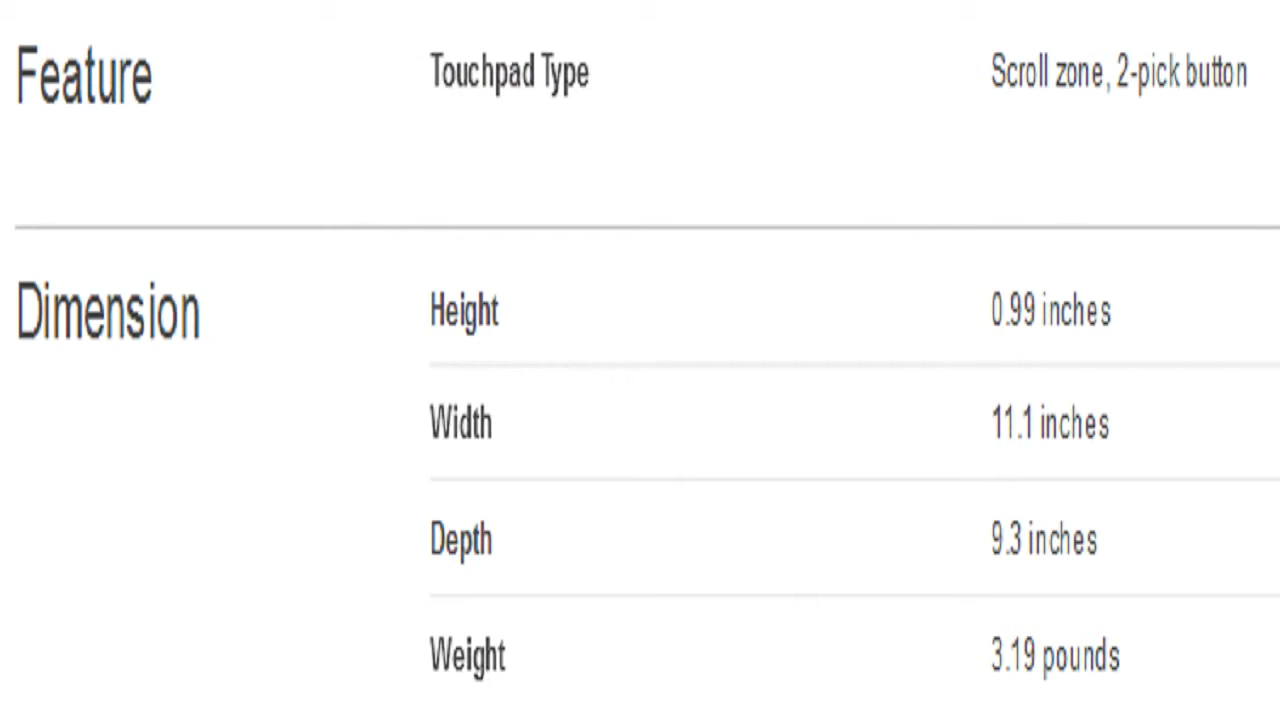 Feature Touchpad Type Scroll zone, 2-pick button
Dimension Height 0.99 inches
Width 11.1 inches
Depth 9.3 inches
Weight 3.19 pounds